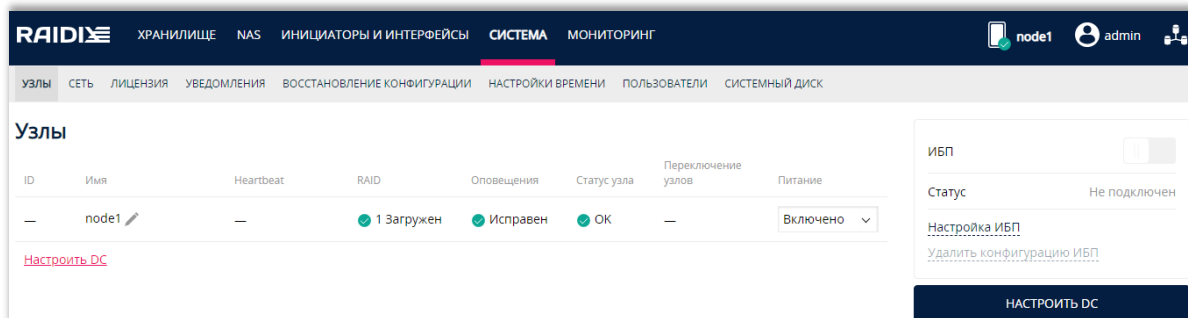 RAIDIX ХРАНИЛИЩЕ NAS ИНИЦИАТОРЫ И ИНТЕРФЕЙСЫ СИСТЕМА МОНИТОРИНГ node1 admin
УЗЛЫ СЕТЬ ЛИЦЕНЗИЯ УВЕДОМЛЕНИЯ ВОССТАНОВЛЕНИЕ КОНФИГУРАЦИИ НАСТРОЙКИ ВРЕМЕНИ ПОЛЬЗОВАТЕЛИ СИСТЕМНЫЙ ДИСК
Узлы
ID Имя Heartbeat RAID Оповещения Статус узла Переключение узлов Питание
— node1 — 1 Загружен Исправен OK — Включено
Настроить DC
ИБП
Статус Не подключен
Настройка ИБП
Удалить конфигурацию ИБП
НАСТРОИТЬ DC